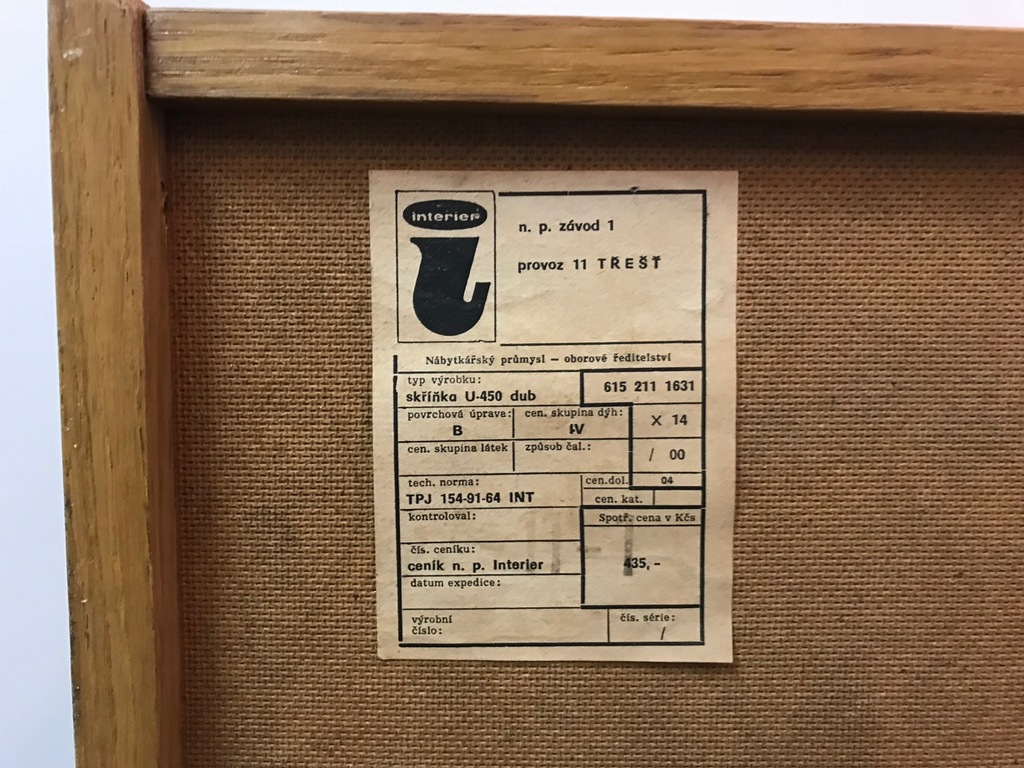 interier
n. p. závod 1
provoz 11 TŘEŠŤ
Nábytkářský průmysl – oborové ředitelství
typ výrobku:
skříňka U-450 dub
615 211 1631
povrchová úprava:
B
cen. skupina dýh:
IV
X 14
cen. skupina látek
způsob čal.:
/ 00
tech. norma:
TPJ 154-91-64 INT
cen.dol.
04
cen. kat.
kontroloval:
Spotř. cena v Kčs
435,-
čís. ceníku:
ceník n. p. Interier
datum expedice:
výrobní
číslo:
čís. série:
/